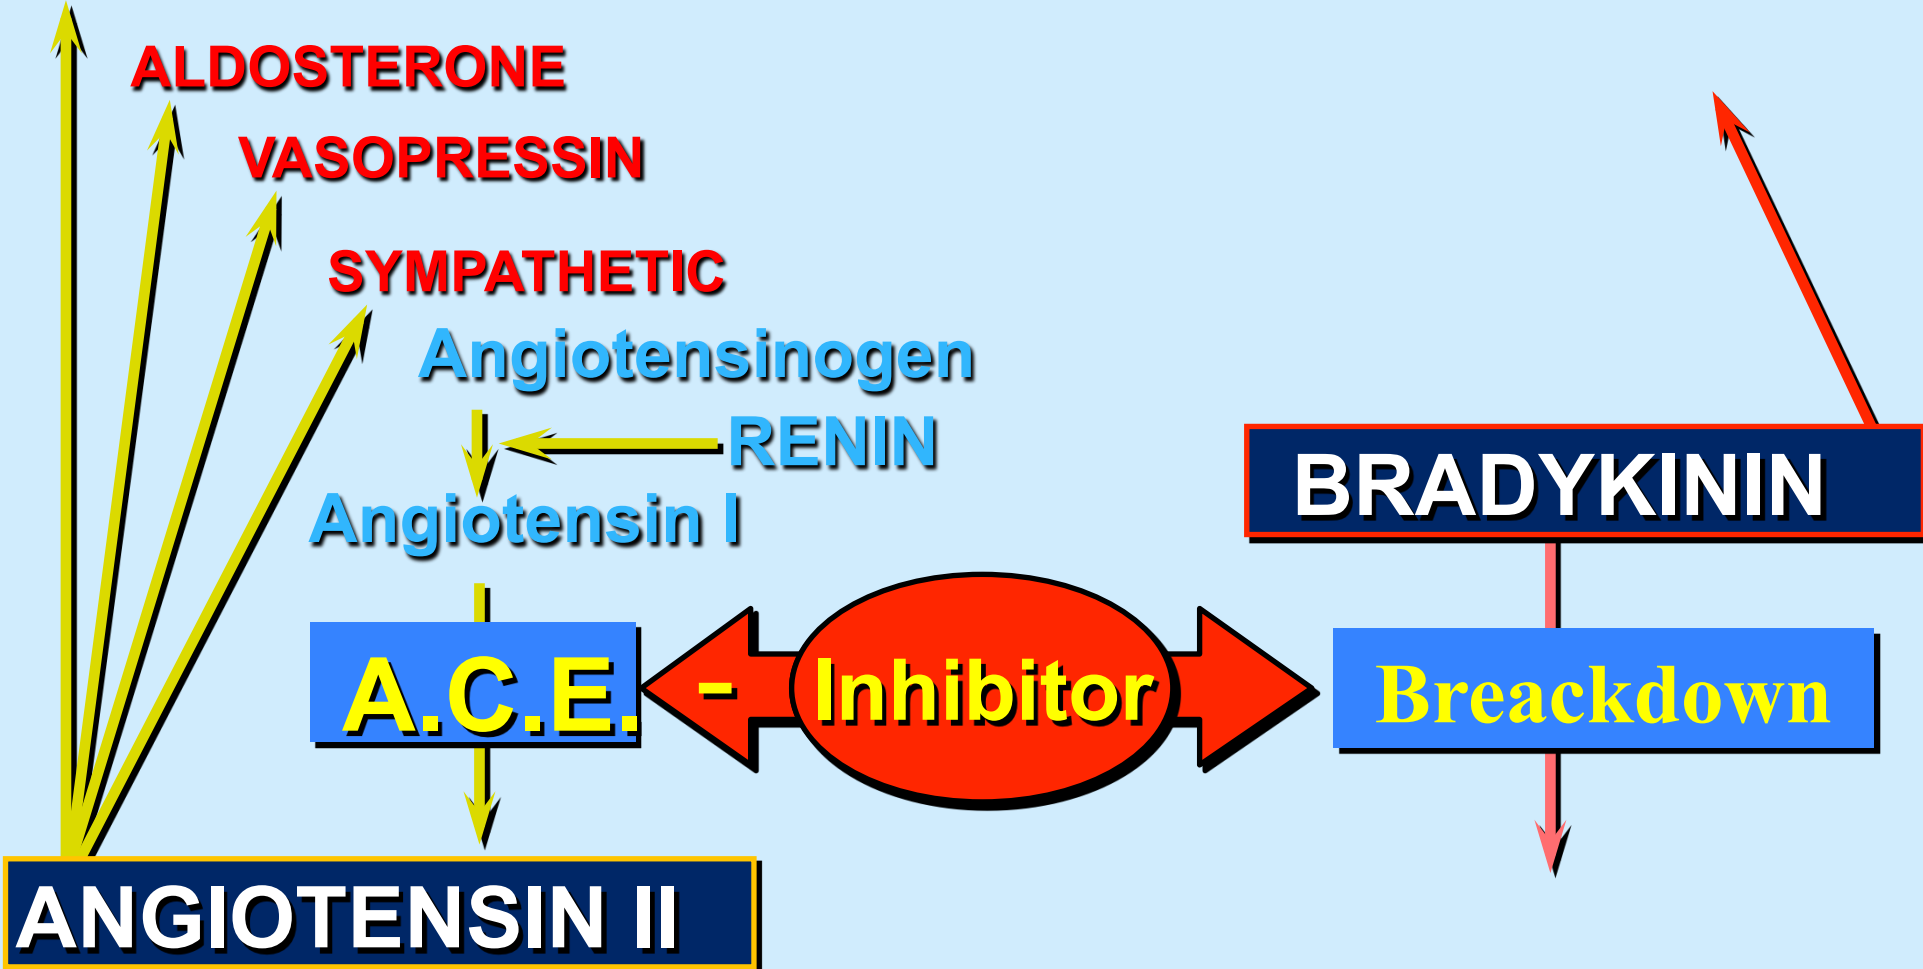 ALDOSTERONE
VASOPRESSIN
SYMPATHETIC
Angiotensinogen
RENIN
Angiotensin I
BRADYKININ
A.C.E. - Inhibitor
Breackdown
ANGIOTENSIN II